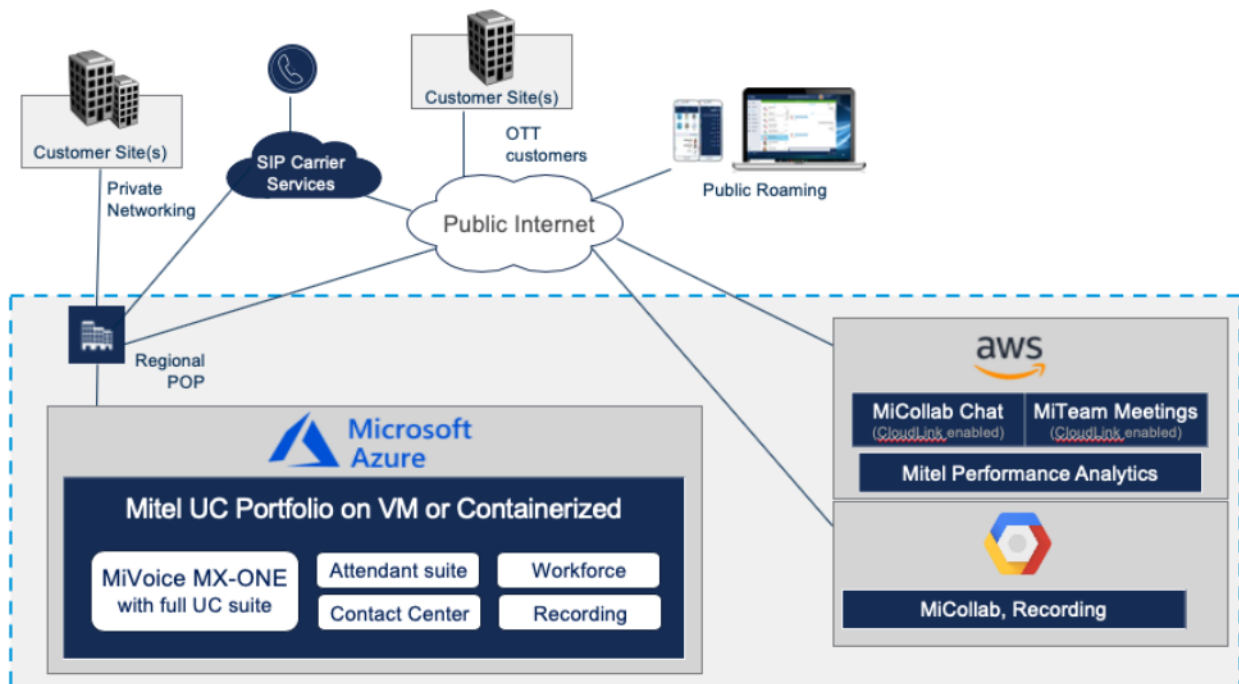 Customer Site(s)
Private
Networking
SIP Carrier
Services
Customer Site(s)
OTT
customers
Public Roaming
Public Internet
Regional
POP
Microsoft
Azure
Mitel UC Portfolio on VM or Containerized
MiVoice MX-ONE
with full UC suite
Attendant suite
Workforce
Contact Center
Recording
aws
MiCollab Chat
(CloudLink enabled)
MiTeam Meetings
(CloudLink enabled)
Mitel Performance Analytics
MiCollab, Recording